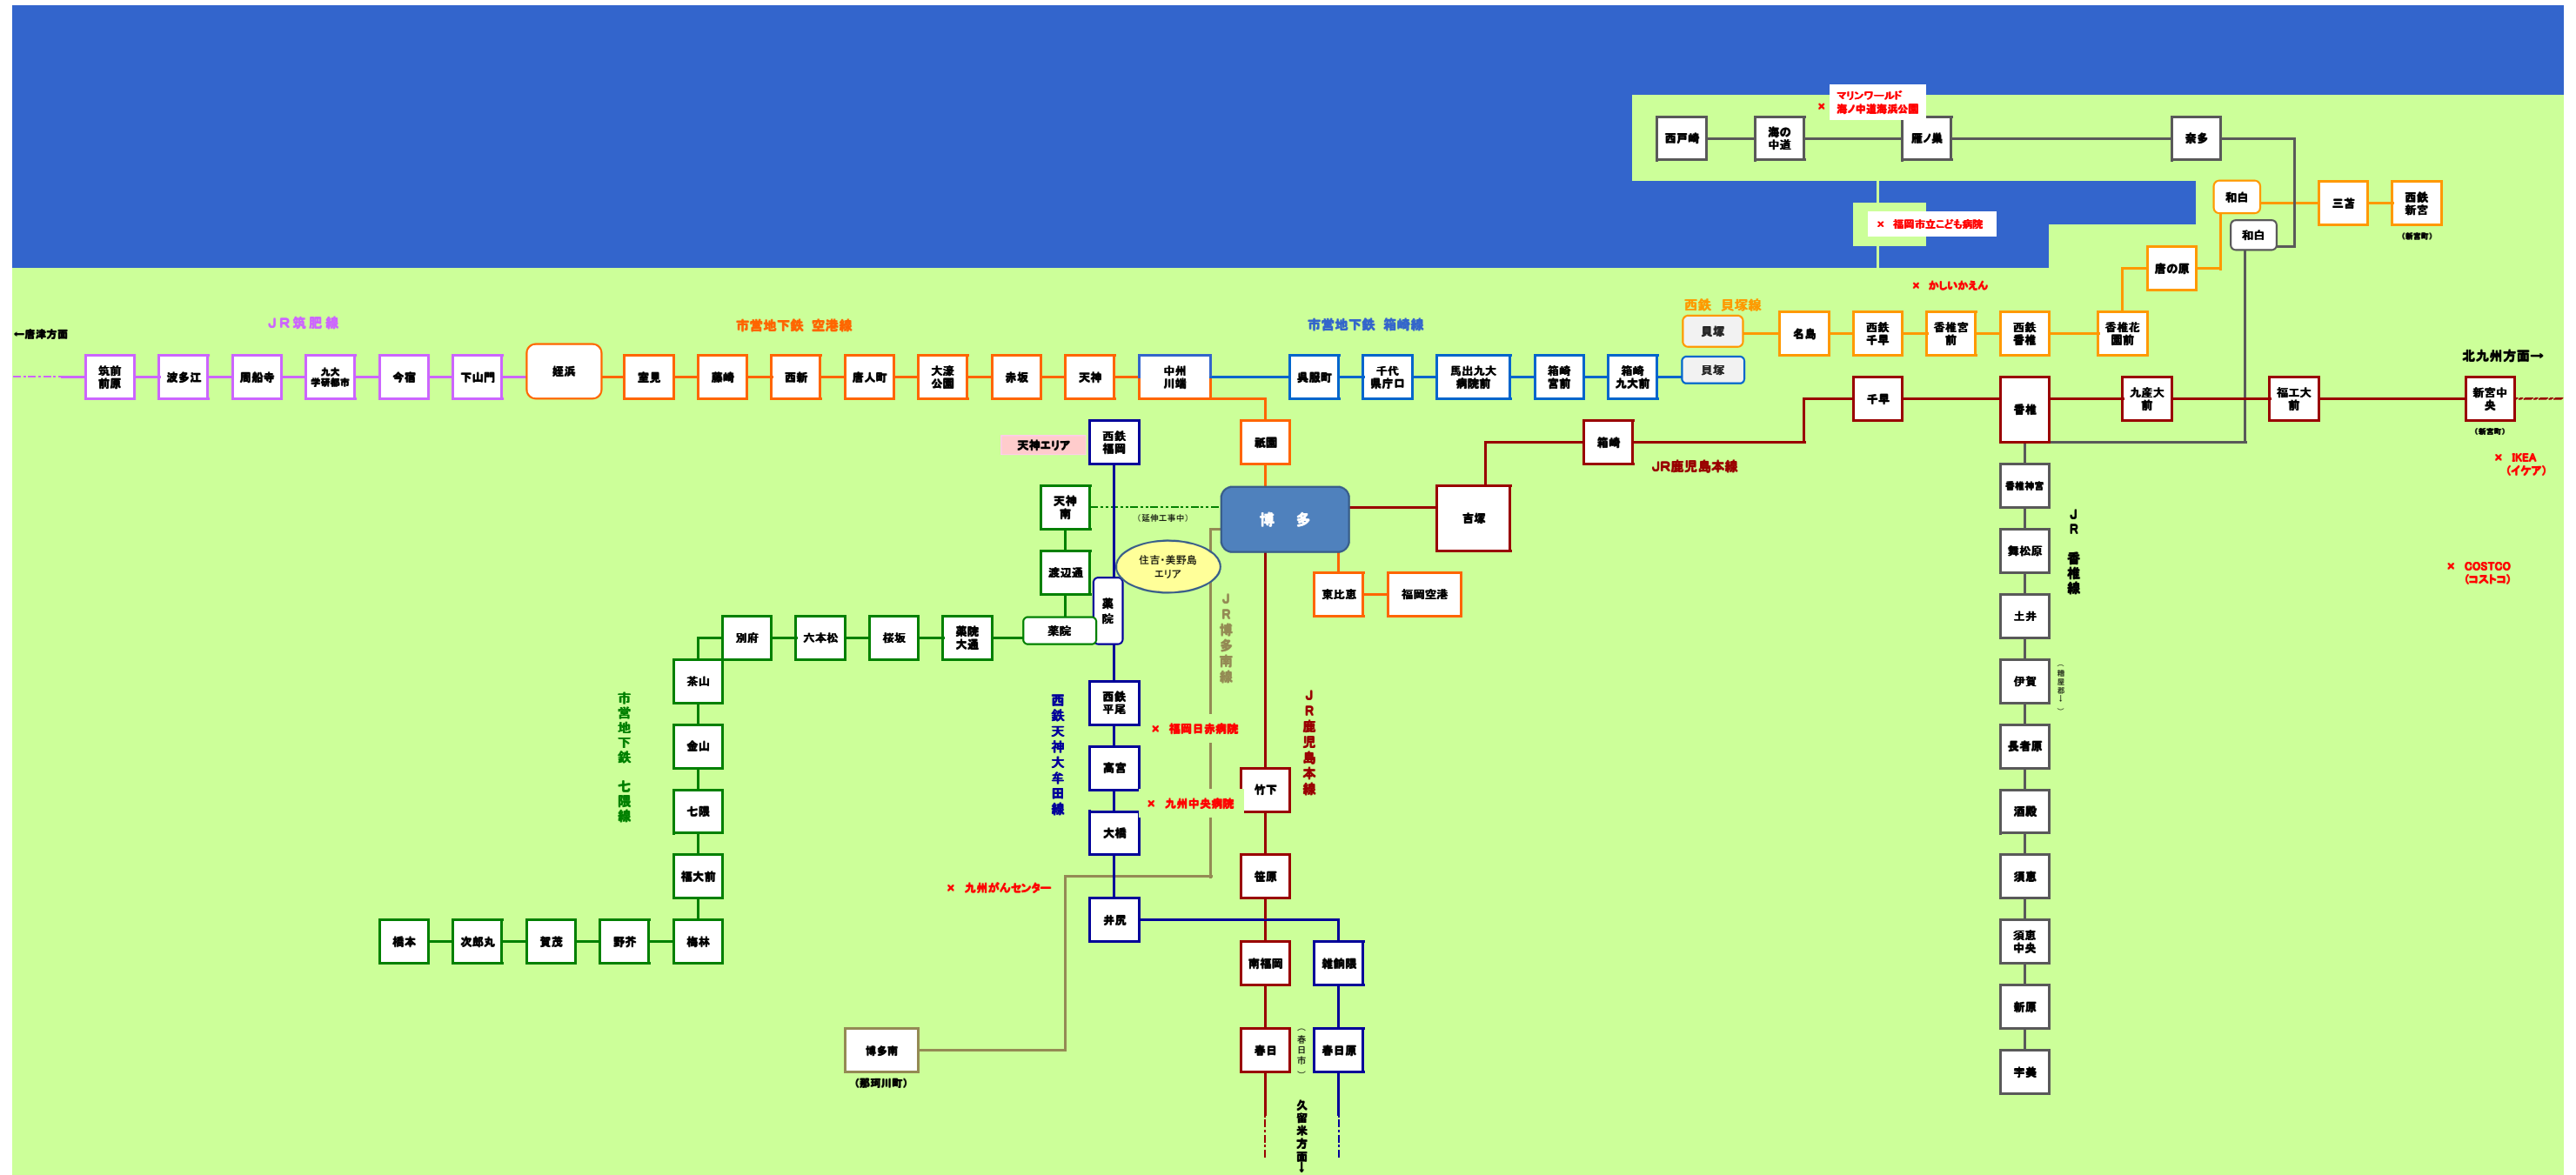 マリンワールド
× 海ノ中道海浜公園
西戸崎
海の
中道
雁ノ巣
奈多
和白
三苫
西鉄
新宮
(新宮町)
和白
× 福岡市立こども病院
唐の原
× かしいかえん
西鉄 貝塚線
貝塚
名島
西鉄
千早
香椎宮
前
西鉄
香椎
香椎花
園前
←唐津方面
JR筑肥線
市営地下鉄 空港線
市営地下鉄 箱崎線
北九州方面→
筑前
前原
波多江
周船寺
九大
学研都市
今宿
下山門
姪浜
室見
藤崎
西新
唐人町
大濠
公園
赤坂
天神
中州
川端
呉服町
千代
県庁口
馬出九大
病院前
箱崎
宮前
箱崎
九大前
貝塚
千早
香椎
九産大
前
福工大
前
新宮中
央
(新宮町)
天神エリア
西鉄
福岡
祇園
箱崎
JR鹿児島本線
× IKEA
(イケア)
天神
南
(延伸工事中)
博 多
吉塚
香椎神宮
JR 香椎線
渡辺通
住吉・美野島
エリア
舞松原
× COSTCO
(コストコ)
薬院
薬院
東比恵
福岡空港
JR博多南線
土井
別府
六本松
桜坂
薬院
大通
茶山
西鉄
平尾
伊賀
(糟屋郡→)
市営地下鉄 七隈線
西鉄天神大牟田線
× 福岡日赤病院
JR鹿児島本線
金山
高宮
竹下
長者原
七隈
× 九州中央病院
大橋
酒殿
福大前
× 九州がんセンター
笹原
須恵
橋本
次郎丸
賀茂
野芥
梅林
井尻
須恵
中央
南福岡
雑餉隈
新原
博多南
(那珂川町)
春日
(春日市)
春日原
宇美
久留米方面→